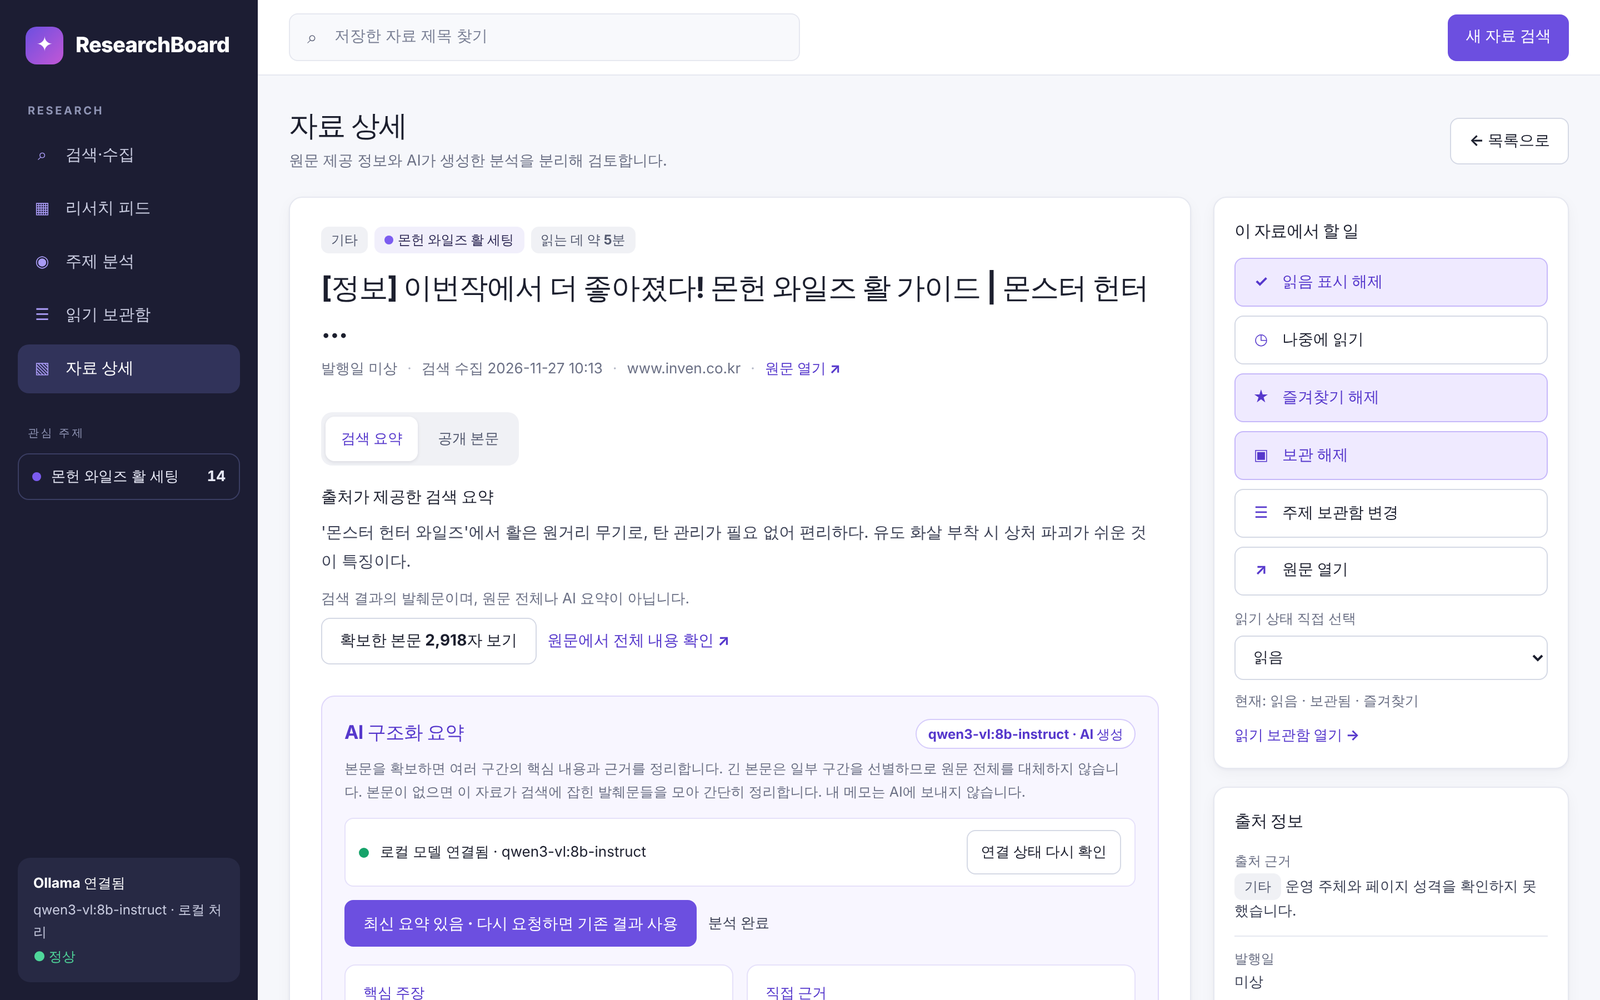 ResearchBoard
RESEARCH
검색·수집
리서치 피드
주제 분석
읽기 보관함
자료 상세
관심 주제
몬헌 와일즈 활 세팅 14
Ollama 연결됨
qwen3-vl:8b-instruct · 로컬 처
리
정상
저장한 자료 제목 찾기
새 자료 검색
자료 상세
원문 제공 정보와 AI가 생성한 분석을 분리해 검토합니다.
← 목록으로
기타 몬헌 와일즈 활 세팅 읽는 데 약 5분
[정보] 이번작에서 더 좋아졌다! 몬헌 와일즈 활 가이드 | 몬스터 헌터
...
발행일 미상 · 검색 수집 2026-11-27 10:13 · www.inven.co.kr · 원문 열기 ↗
검색 요약 공개 본문
출처가 제공한 검색 요약
'몬스터 헌터 와일즈'에서 활은 원거리 무기로, 탄 관리가 필요 없어 편리하다. 유도 화살 부착 시 상처 파괴가 쉬운 것
이 특징이다.
검색 결과의 발췌문이며, 원문 전체나 AI 요약이 아닙니다.
확보한 본문 2,918자 보기 원문에서 전체 내용 확인 ↗
AI 구조화 요약
qwen3-vl:8b-instruct · AI 생성
본문을 확보하면 여러 구간의 핵심 내용과 근거를 정리합니다. 긴 본문은 일부 구간을 선별하므로 원문 전체를 대체하지 않습니
다. 본문이 없으면 이 자료가 검색에 잡힌 발췌문들을 모아 간단히 정리합니다. 내 메모는 AI에 보내지 않습니다.
로컬 모델 연결됨 · qwen3-vl:8b-instruct
연결 상태 다시 확인
최신 요약 있음 · 다시 요청하면 기존 결과 사용 분석 완료
핵심 주장
직접 근거
이 자료에서 할 일
✓ 읽음 표시 해제
나중에 읽기
★ 즐겨찾기 해제
보관 해제
주제 보관함 변경
↗ 원문 열기
읽기 상태 직접 선택
읽음
현재: 읽음 · 보관됨 · 즐겨찾기
읽기 보관함 열기 →
출처 정보
출처 근거
기타 운영 주체와 페이지 성격을 확인하지 못
했습니다.
발행일
미상